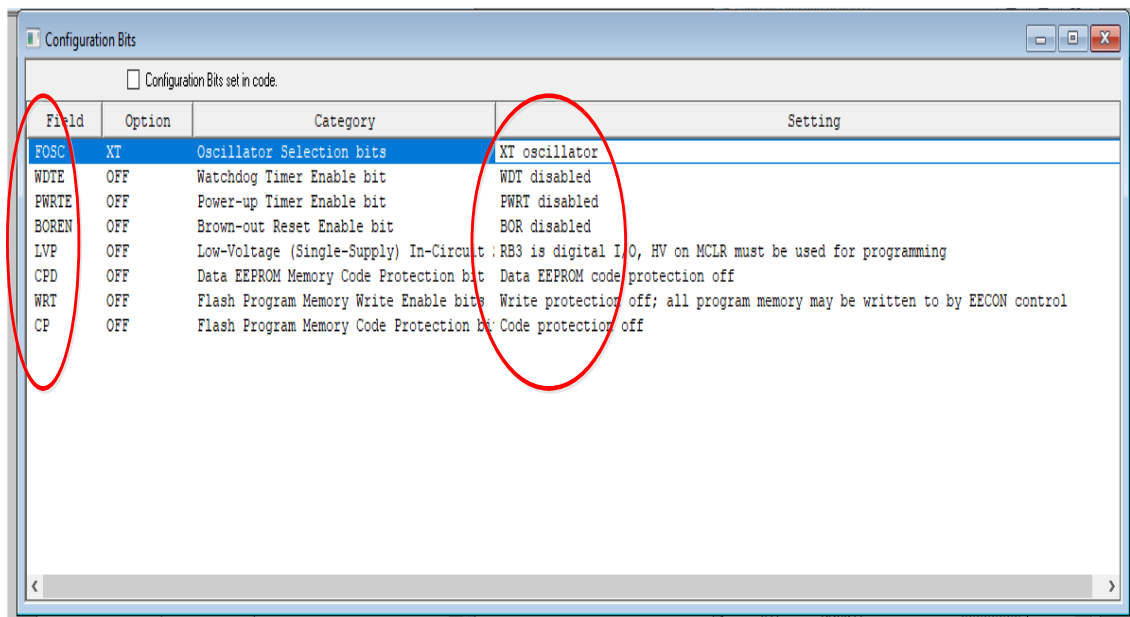 Configuration Bits
Configuration Bits set in code.
Field Option Category Setting
FOSC XT Oscillator Selection bits XT oscillator
WDTE OFF Watchdog Timer Enable bit WDT disabled
PWRTE OFF Power-up Timer Enable bit PWRT disabled
BOREN OFF Brown-out Reset Enable bit BOR disabled
LVP OFF Low-Voltage (Single-Supply) In-Circuit RB3 is digital I/O, HV on MCLR must be used for programming
CPD OFF Data EEPROM Memory Code Protection bit Data EEPROM code protection off
WRT OFF Flash Program Memory Write Enable bits Write protection off; all program memory may be written to by EECON control
CP OFF Flash Program Memory Code Protection bi Code protection off